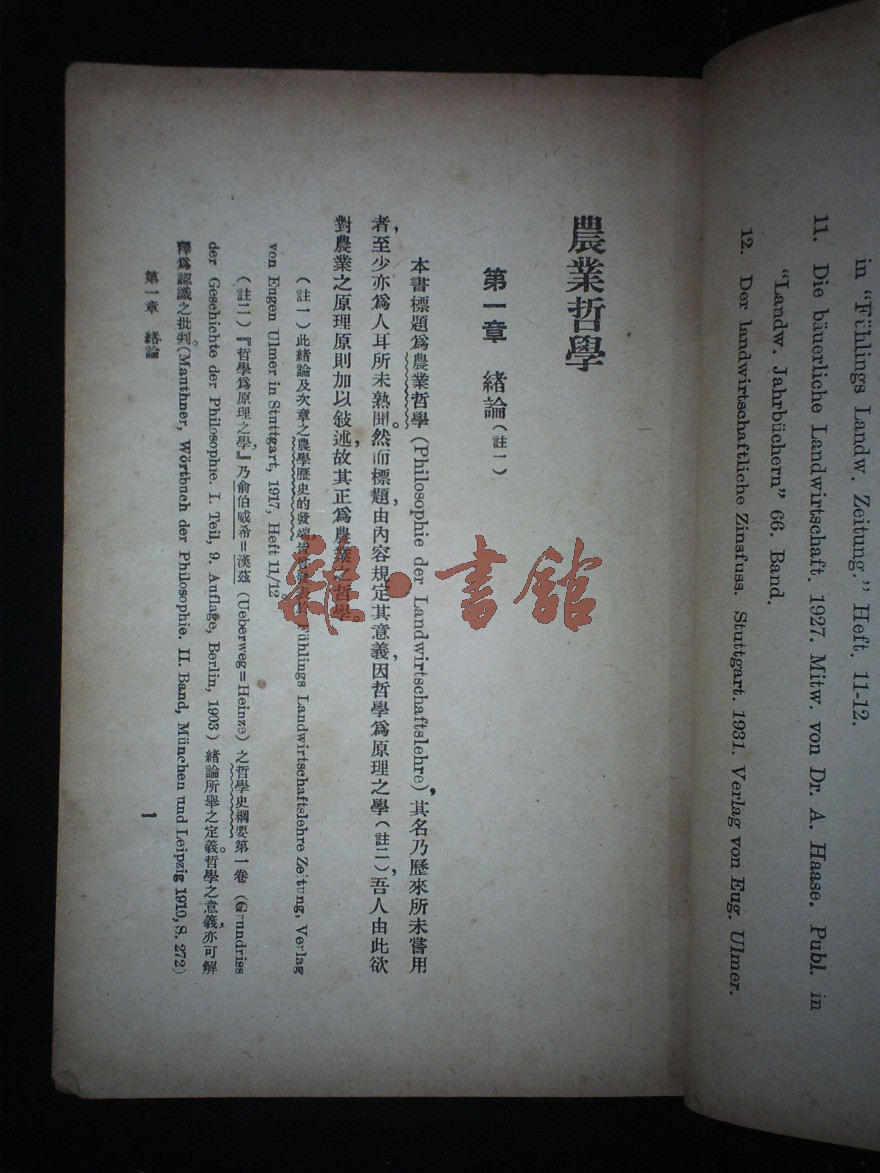 in "Fühlings Landw. Zeitung." Heft. 11-12.
11. Die bäuerliche Landwirtschaft. 1927. Mitw. von Dr. A. Haase. Publ. in
"Landw. Jahrbüchern" 66. Band.
12. Der landwirtschaftliche Zinsfuss. Stuttgart. 1931. Verlag von Eug. Ulmer.
農業哲學
第一章 緒論(註一)
本書標題爲農業哲學(Philosophie der Landwirtschaftslehre),其名乃歷來所未嘗用
者,至少亦爲人耳所未熟聞。然而標題由內容規定其意義,因哲學爲原理之學(註二),吾人由此欲
對農業之原理原則加以敍述,故其正爲農業之哲學。
(註一)此緒論及次章之農學歷史的發端 Fühlings Landwirtschaftslehre Zeitung, Verlag
von Eugen Ulmer in Stuttgart, 1917, Heft 11/12.
(註二)『哲學爲原理之學,』乃俞伯威希=漢茲(Ueberweg=Heinze)之哲學史綱要第一卷(Grundriss
der Geschichte der Philosophie. I. Teil, 9. Auflage, Berlin, 1903)緒論所舉之定義。哲學之意義,亦可解
釋爲認識之批判。(Manthner, Wörtbuch der Philosophie. II. Band, München und Leipzig 1910, S. 272)
第一章 緒論
1
雜·書館